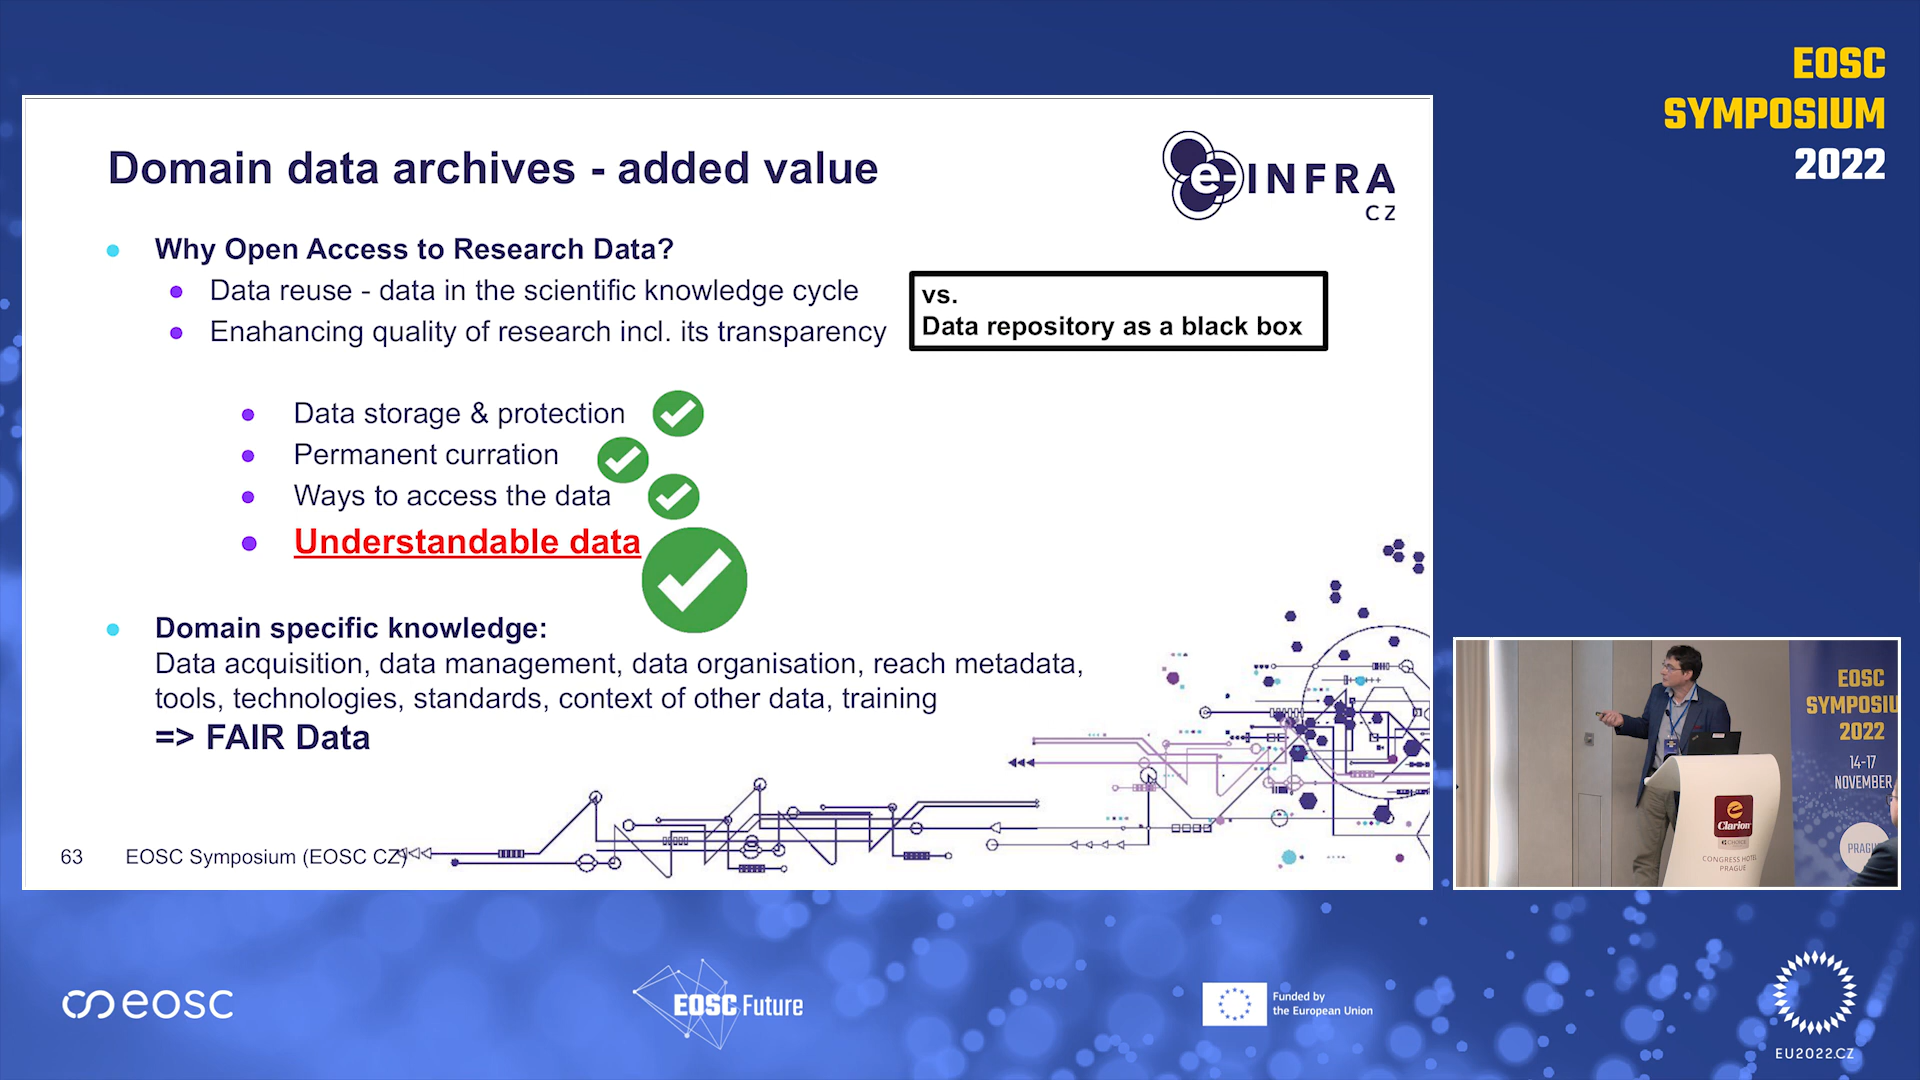 EOSC
SYMPOSIUM
2022
Domain data archives - added value
e-INFRA
CZ
Why Open Access to Research Data?
Data reuse - data in the scientific knowledge cycle
Enahancing quality of research incl. its transparency
vs.
Data repository as a black box
Data storage & protection
Permanent curration
Ways to access the data
Understandable data
Domain specific knowledge:
Data acquisition, data management, data organisation, reach metadata,
tools, technologies, standards, context of other data, training
=> FAIR Data
63
EOSC Symposium (EOSC CZ)
EOSC
SYMPOSIU
2022
14-17
NOVEMBER
PRAGU
Clarion
CONGRESS HOTEL
PRAGUE
eosc
EOSC Future
Funded by
the European Union
EU2022.CZ